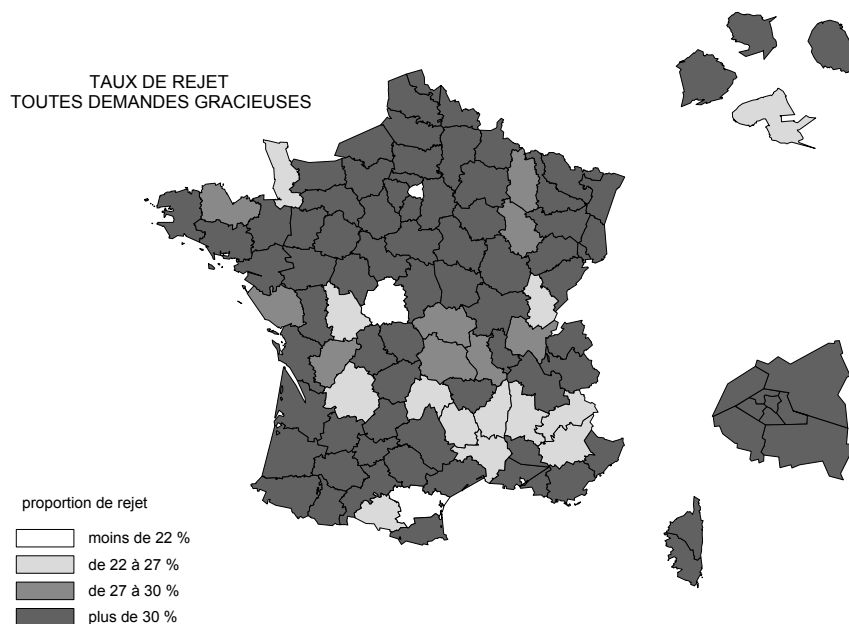 TAUX DE REJET
TOUTES DEMANDES GRACIEUSES
proportion de rejet
moins de 22 %
de 22 à 27 %
de 27 à 30 %
plus de 30 %